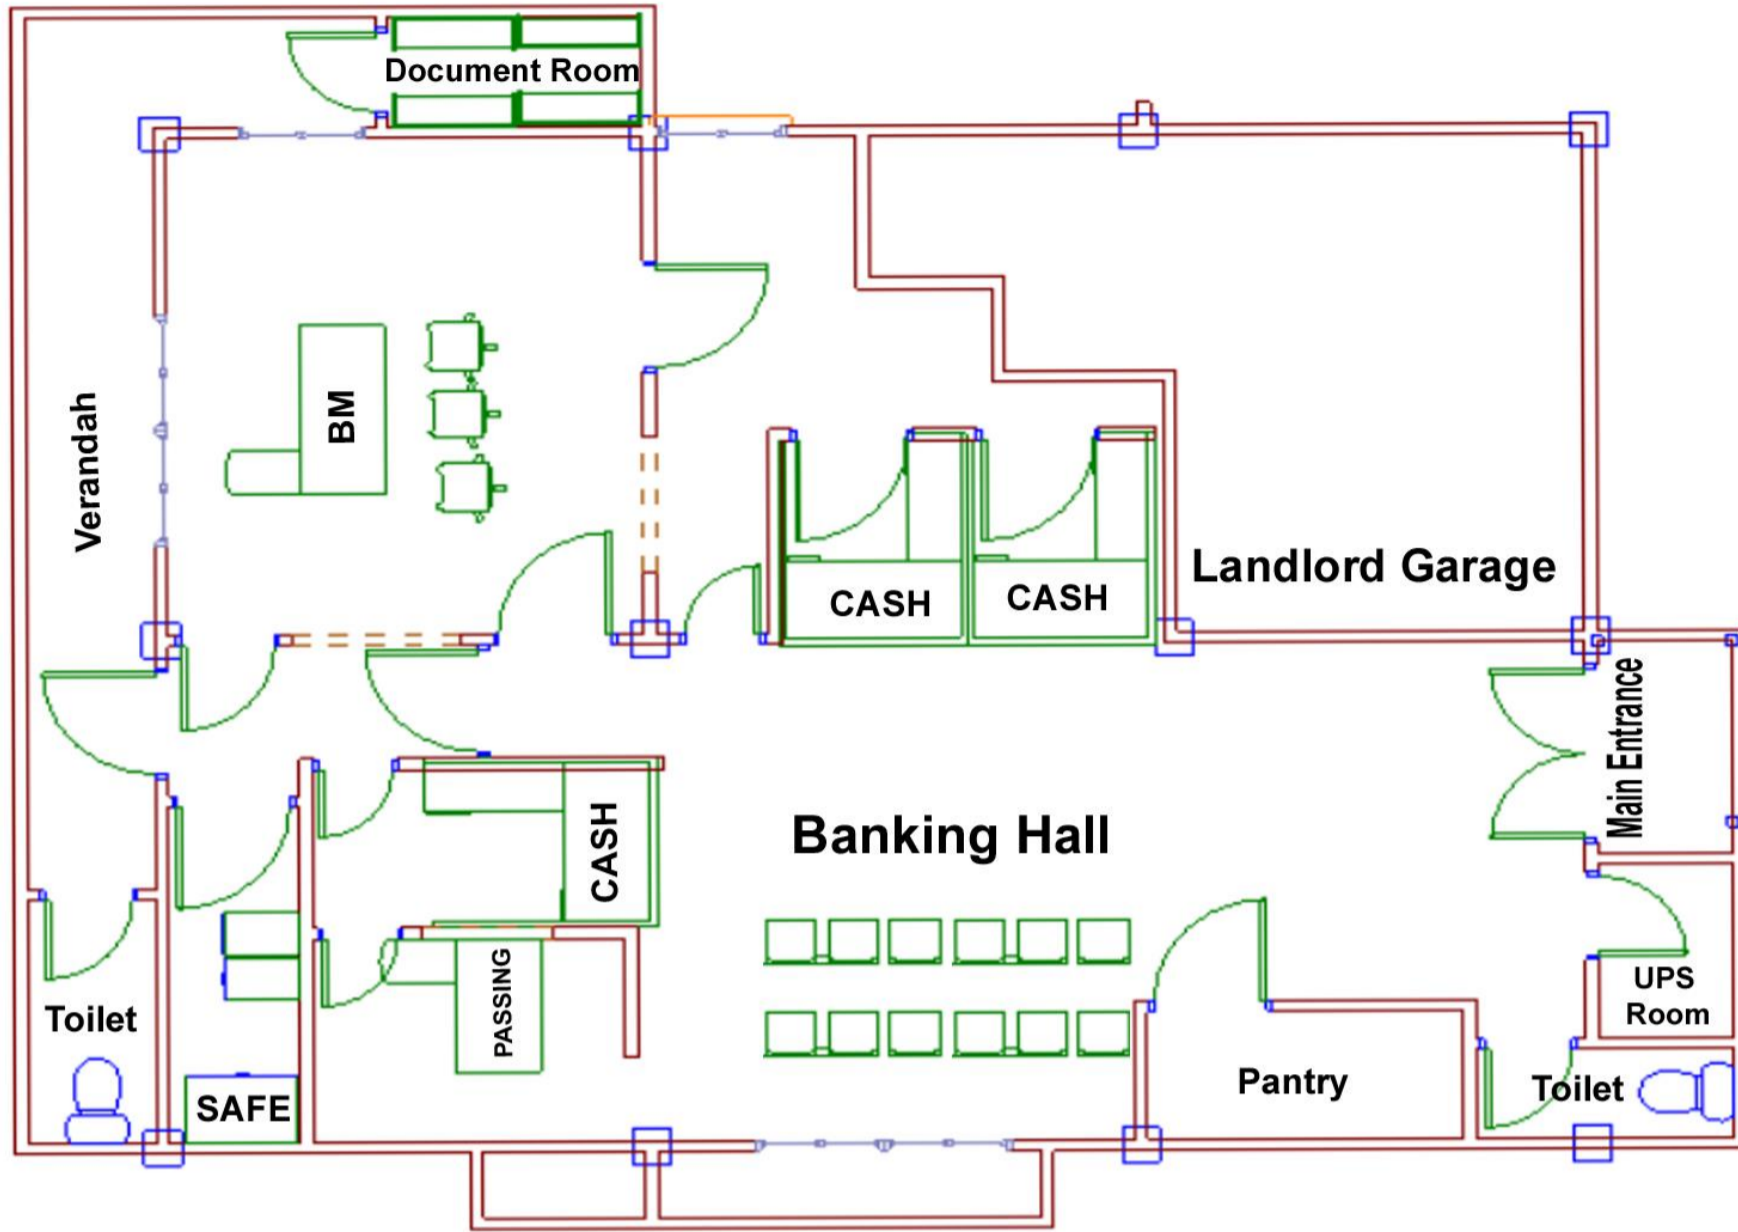 Document Room
Verandah
BM
CASH
CASH
Landlord Garage
Main Entrance
CASH
Banking Hall
PASSING
UPS
Room
Toilet
SAFE
Pantry
Toilet